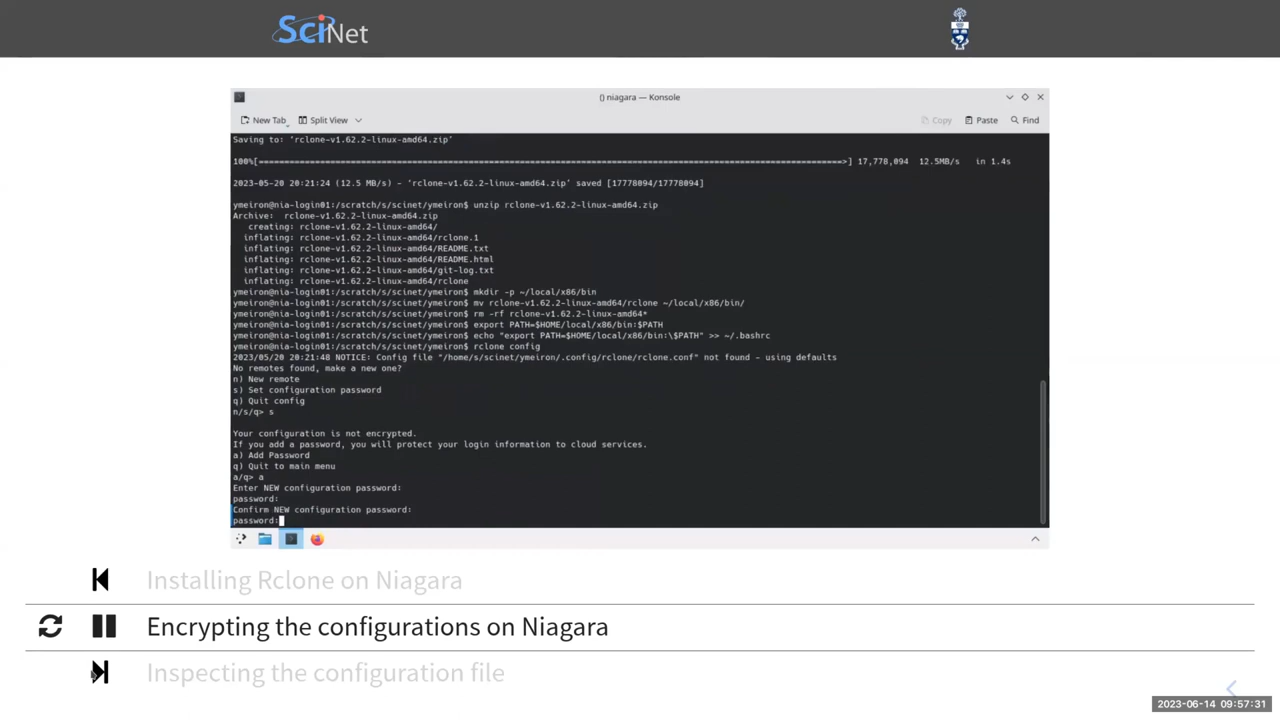 SciNet
() niagara — Konsole
New Tab Split View Copy Paste Find
Saving to: 'rclone-v1.62.2-linux-amd64.zip'
100%[=====================================================================================================>] 17,778,094 12.5MB/s in 1.4s
2023-05-20 20:21:24 (12.5 MB/s) - 'rclone-v1.62.2-linux-amd64.zip' saved [17778094/17778094]
ymeiron@nia-login01:/scratch/s/scinet/ymeiron$ unzip rclone-v1.62.2-linux-amd64.zip
Archive: rclone-v1.62.2-linux-amd64.zip
creating: rclone-v1.62.2-linux-amd64/
inflating: rclone-v1.62.2-linux-amd64/rclone.1
inflating: rclone-v1.62.2-linux-amd64/README.txt
inflating: rclone-v1.62.2-linux-amd64/README.html
inflating: rclone-v1.62.2-linux-amd64/git-log.txt
inflating: rclone-v1.62.2-linux-amd64/rclone
ymeiron@nia-login01:/scratch/s/scinet/ymeiron$ mkdir -p ~/local/x86/bin
ymeiron@nia-login01:/scratch/s/scinet/ymeiron$ mv rclone-v1.62.2-linux-amd64/rclone ~/local/x86/bin/
ymeiron@nia-login01:/scratch/s/scinet/ymeiron$ rm -rf rclone-v1.62.2-linux-amd64*
ymeiron@nia-login01:/scratch/s/scinet/ymeiron$ export PATH=$HOME/local/x86/bin:$PATH
ymeiron@nia-login01:/scratch/s/scinet/ymeiron$ echo "export PATH=$HOME/local/x86/bin:\$PATH" >> ~/.bashrc
ymeiron@nia-login01:/scratch/s/scinet/ymeiron$ rclone config
2023/05/20 20:21:48 NOTICE: Config file "/home/s/scinet/ymeiron/.config/rclone/rclone.conf" not found - using defaults
No remotes found, make a new one?
n) New remote
s) Set configuration password
q) Quit config
n/s/q> s
Your configuration is not encrypted.
If you add a password, you will protect your login information to cloud services.
a) Add Password
q) Quit to main menu
a/q> a
Enter NEW configuration password:
password:
Confirm NEW configuration password:
password:
Installing Rclone on Niagara
Encrypting the configurations on Niagara
Inspecting the configuration file
2023-06-14 09:57:31